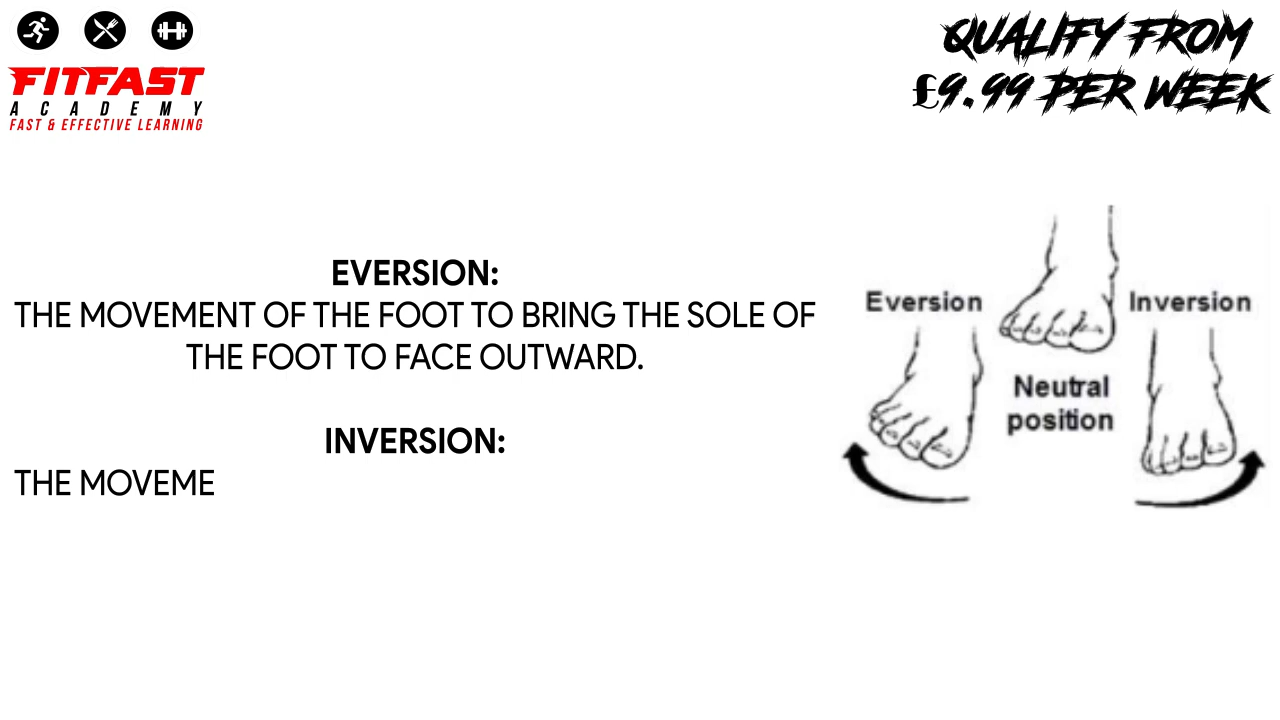 FITFAST
ACADEMY
FAST & EFFECTIVE LEARNING
QUALIFY FROM
£9.99 PER WEEK
EVERSION:
THE MOVEMENT OF THE FOOT TO BRING THE SOLE OF
THE FOOT TO FACE OUTWARD.
INVERSION:
THE MOVEME
Eversion
Inversion
Neutral
position